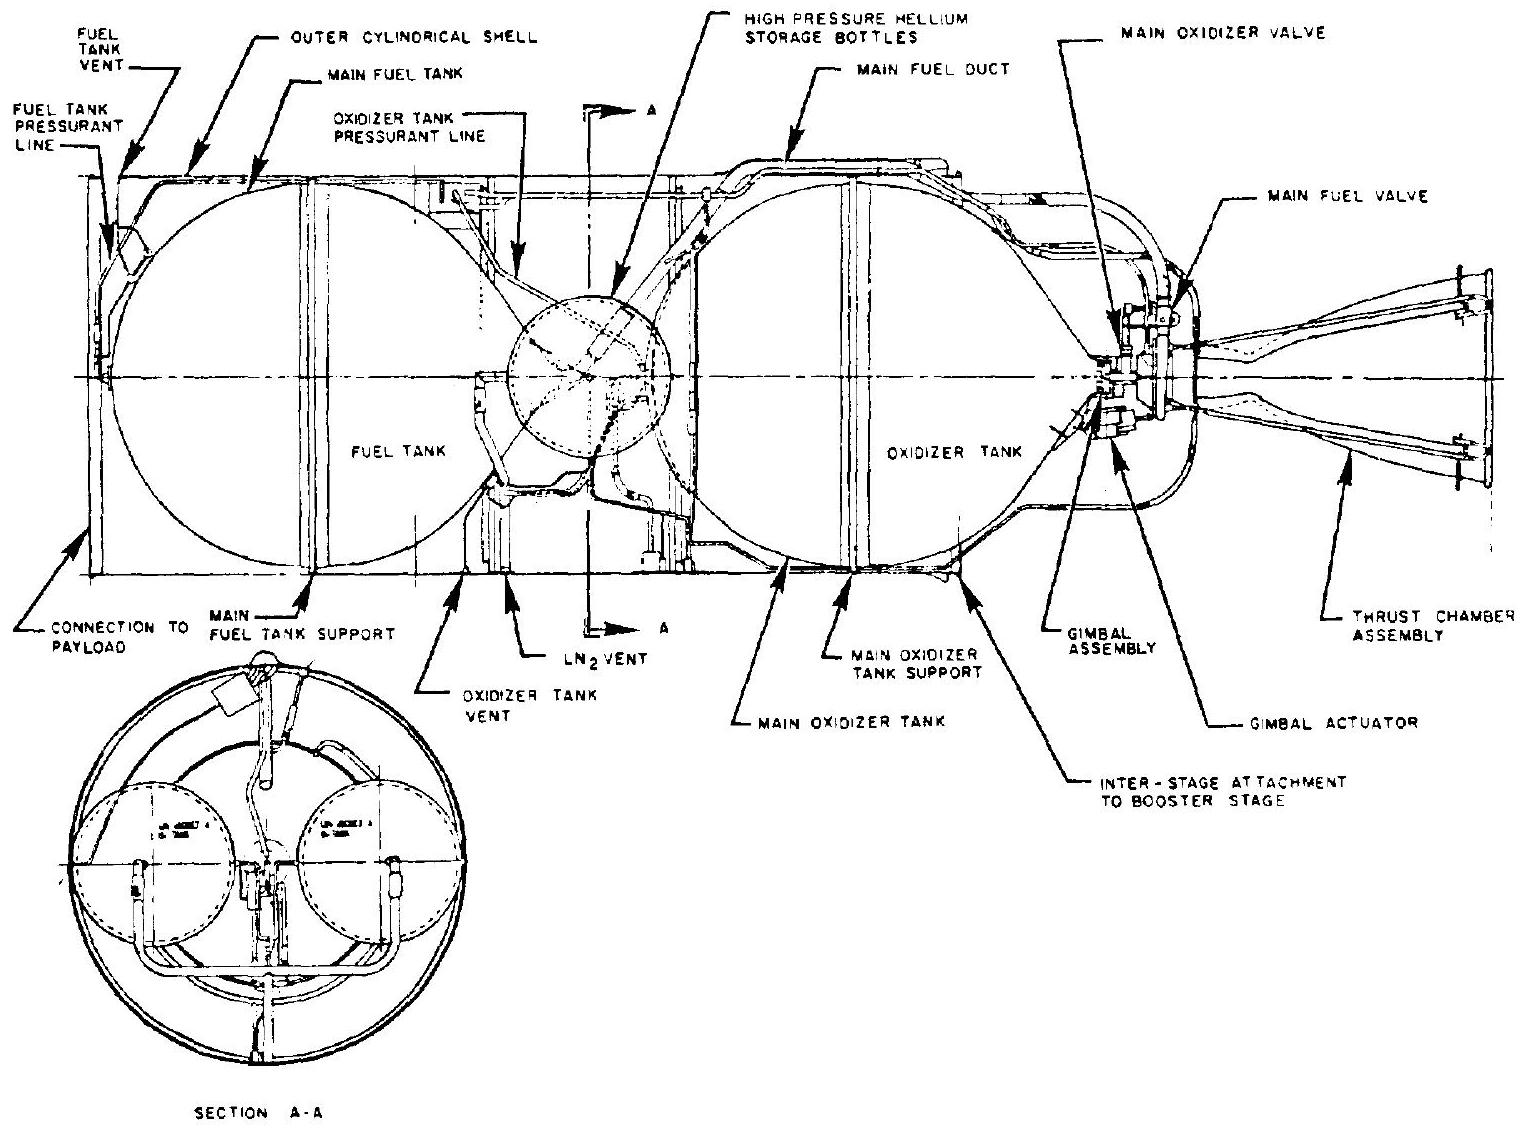 FUEL
TANK
VENT
OUTER CYLINDRICAL SHELL
MAIN FUEL TANK
FUEL TANK
PRESSURANT
LINE
OXIDIZER TANK
PRESSURANT LINE
A
HIGH PRESSURE HELLIUM
STORAGE BOTTLES
MAIN FUEL DUCT
MAIN OXIDIZER VALVE
MAIN FUEL VALVE
FUEL TANK
OXIDIZER TANK
CONNECTION TO
PAYLOAD
MAIN
FUEL TANK SUPPORT
A
LN2 VENT
OXIDIZER TANK
VENT
MAIN OXIDIZER
TANK SUPPORT
MAIN OXIDIZER TANK
GIMBAL
ASSEMBLY
THRUST CHAMBER
ASSEMBLY
GIMBAL ACTUATOR
INTER-STAGE ATTACHMENT
TO BOOSTER STAGE
SECTION A-A